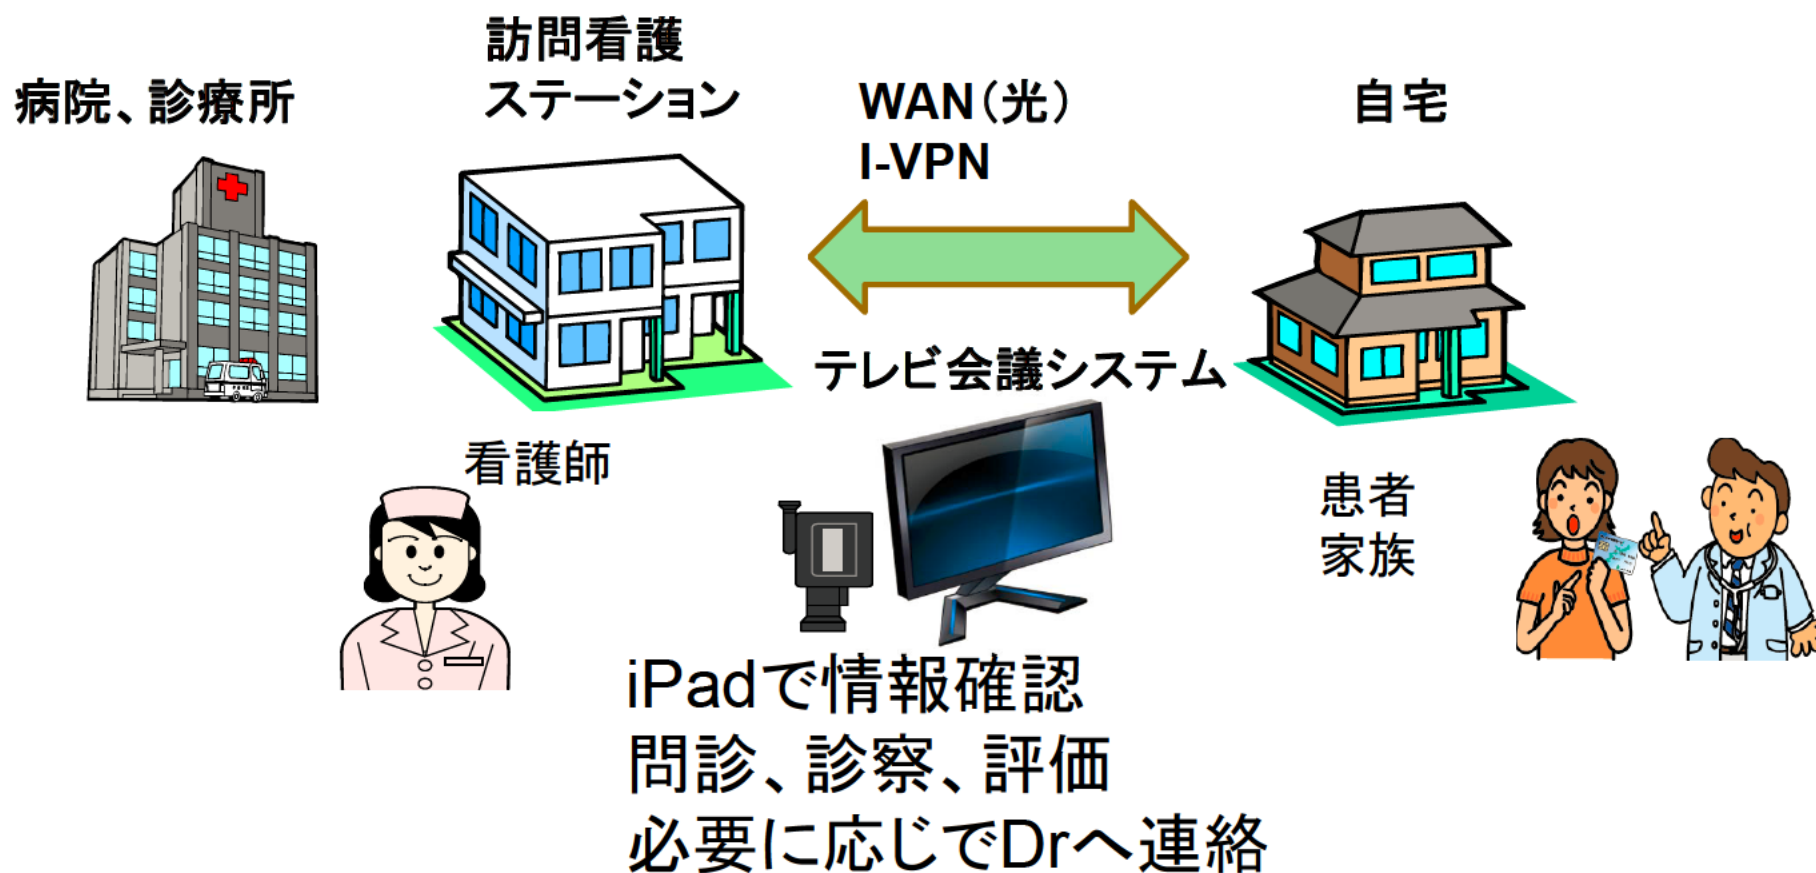 病院、診療所
訪問看護
ステーション
WAN（光）
I-VPN
自宅
テレビ会議システム
看護師
患者
家族
iPadで情報確認
問診、診察、評価
必要に応じでDrへ連絡